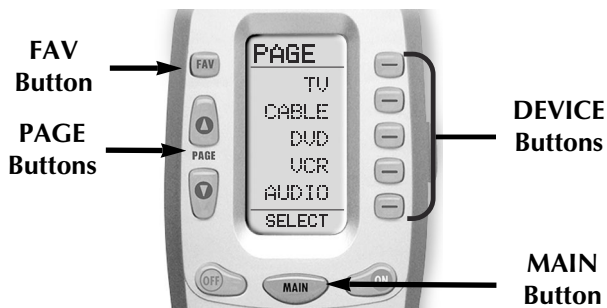 FAV
Button
PAGE
Buttons
FAV
PAGE
OFF
MAIN
ON
PAGE
TV
CABLE
DVD
VCR
AUDIO
SELECT
DEVICE
Buttons
MAIN
Button